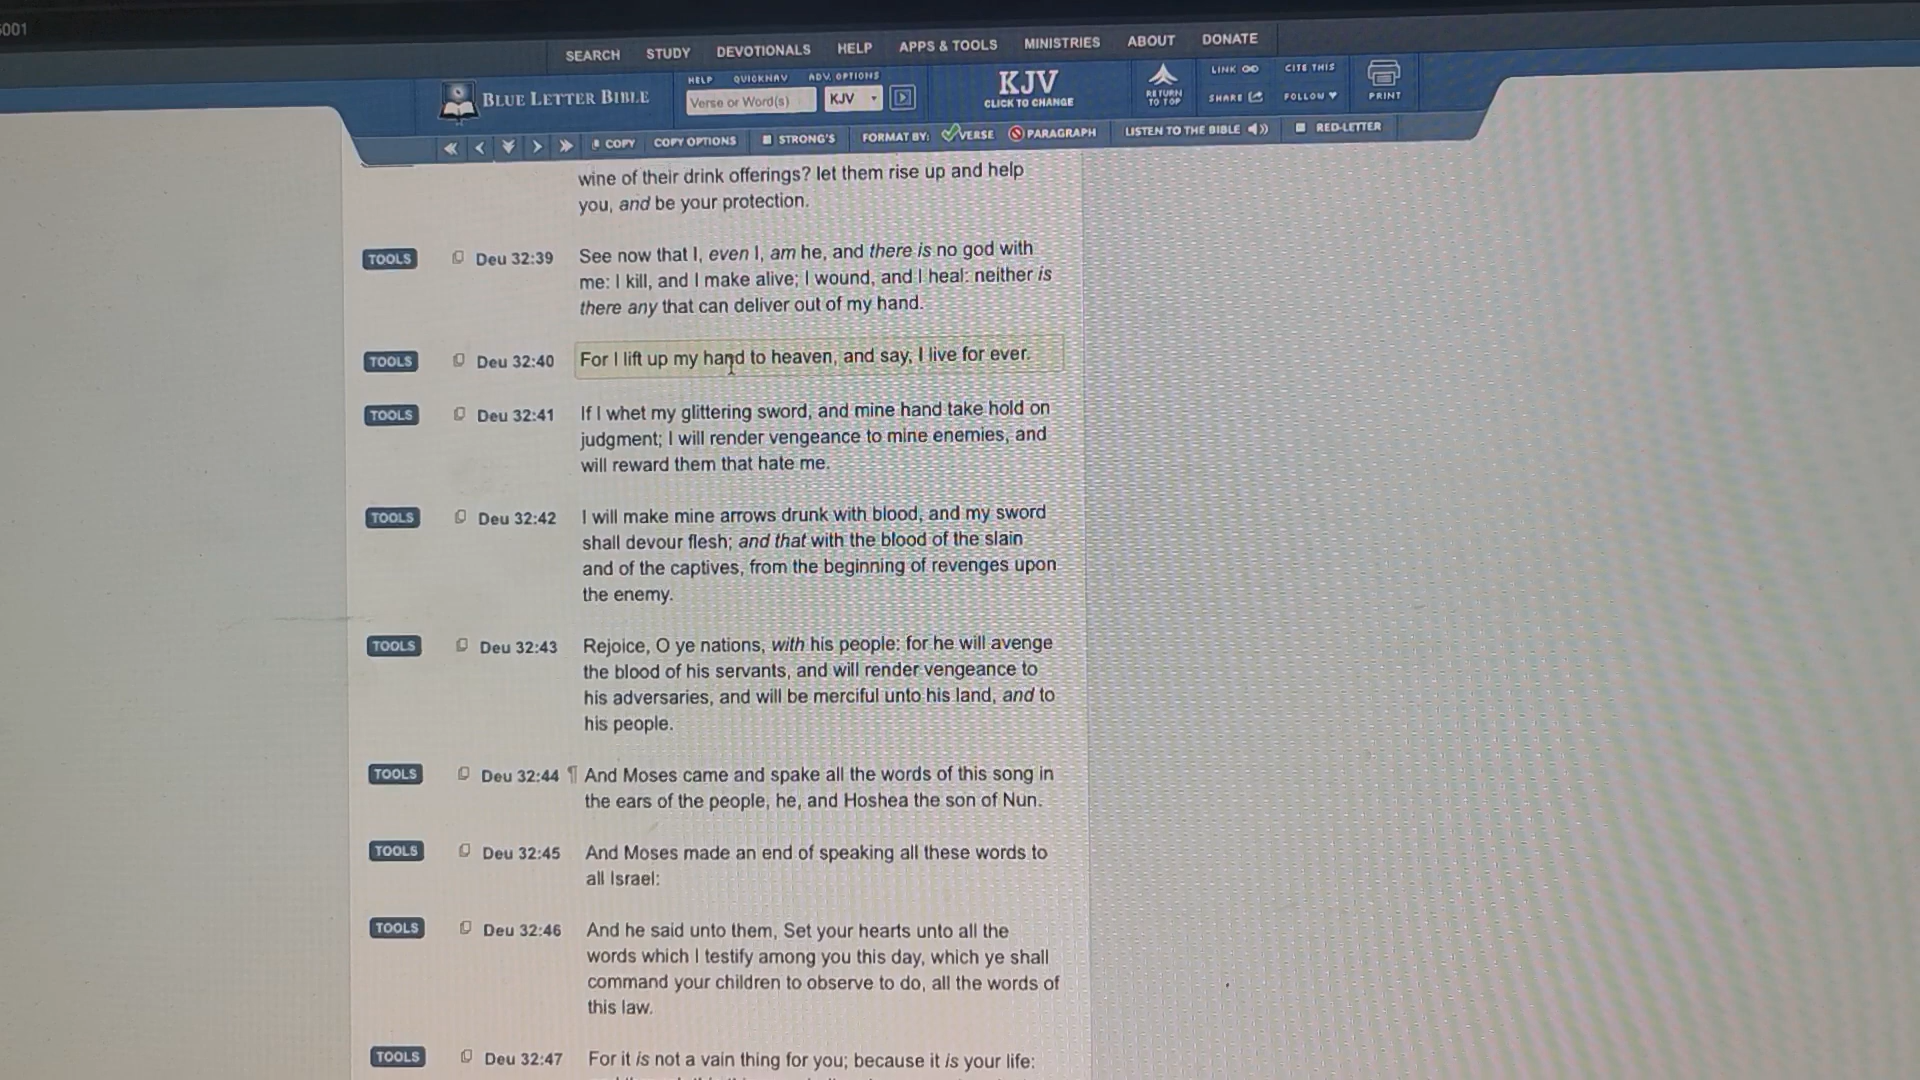 5001
SEARCH STUDY DEVOTIONALS HELP APPS & TOOLS MINISTRIES ABOUT DONATE
BLUE LETTER BIBLE
HELP QUICKNAV ADV. OPTIONS
Verse or Word(s) KJV
KJV
CLICK TO CHANGE
RETURN
TO TOP
LINK CITE THIS
SHARE FOLLOW
PRINT
COPY COPY OPTIONS STRONG'S FORMAT BY: VERSE PARAGRAPH LISTEN TO THE BIBLE RED-LETTER
wine of their drink offerings? let them rise up and help
you, and be your protection.
TOOLS Deu 32:39 See now that I, even I, am he, and there is no god with
me: I kill, and I make alive; I wound, and I heal: neither is
there any that can deliver out of my hand.
TOOLS Deu 32:40 For I lift up my hand to heaven, and say, I live for ever.
TOOLS Deu 32:41 If I whet my glittering sword, and mine hand take hold on
judgment; I will render vengeance to mine enemies, and
will reward them that hate me.
TOOLS Deu 32:42 I will make mine arrows drunk with blood, and my sword
shall devour flesh; and that with the blood of the slain
and of the captives, from the beginning of revenges upon
the enemy.
TOOLS Deu 32:43 Rejoice, O ye nations, with his people: for he will avenge
the blood of his servants, and will render vengeance to
his adversaries, and will be merciful unto his land, and to
his people.
TOOLS Deu 32:44 ¶ And Moses came and spake all the words of this song in
the ears of the people, he, and Hoshea the son of Nun.
TOOLS Deu 32:45 And Moses made an end of speaking all these words to
all Israel:
TOOLS Deu 32:46 And he said unto them, Set your hearts unto all the
words which I testify among you this day, which ye shall
command your children to observe to do, all the words of
this law.
TOOLS Deu 32:47 For it is not a vain thing for you; because it is your life: